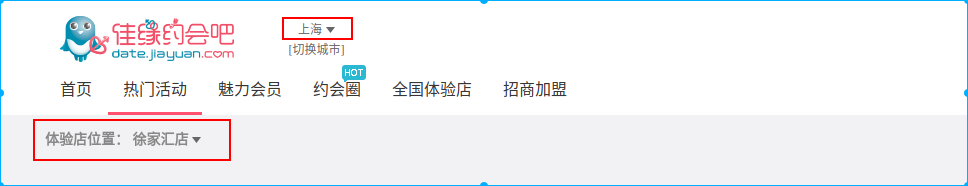 佳缘约会吧
date.jiayuan.com
上海
[切换城市]
HOT
首页 热门活动 魅力会员 约会圈 全国体验店 招商加盟
体验店位置： 徐家汇店